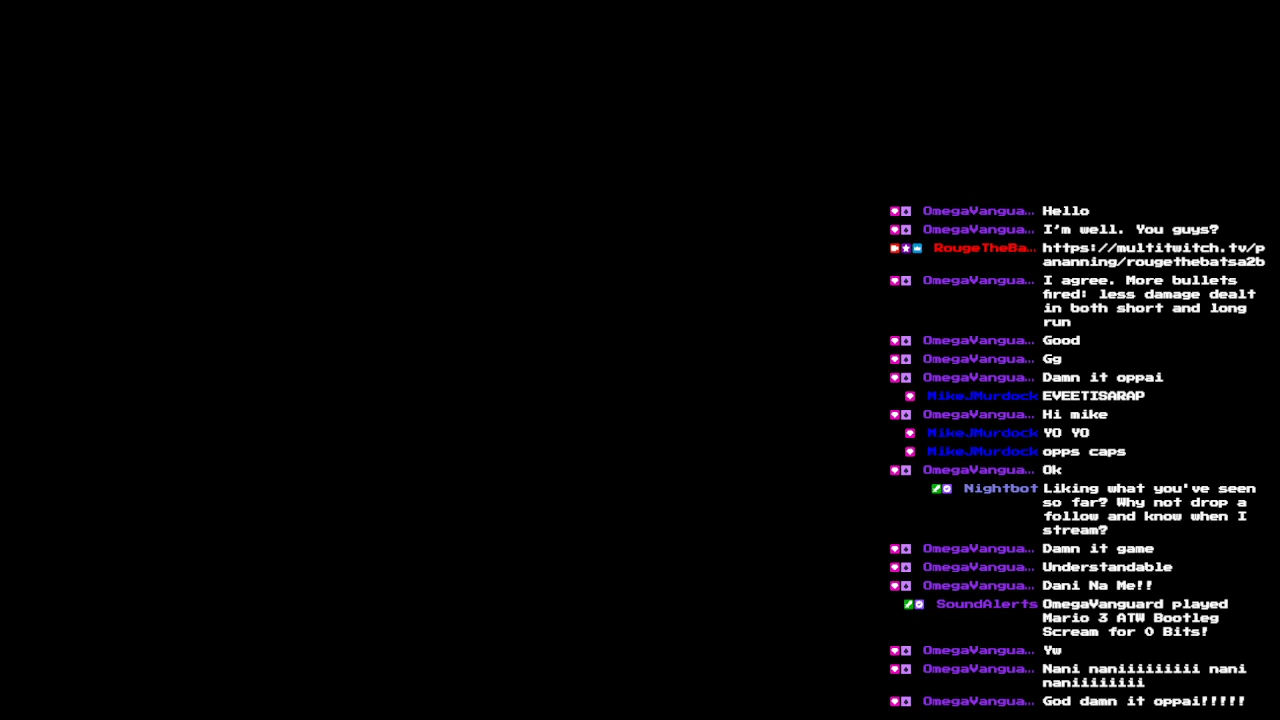 OmegaVangua... Hello
OmegaVangua... I'm well. You guys?
RougeTheBa... https://multitwitch.tv/p
ananning/rougethebatsa2b
OmegaVangua... I agree. More bullets
fired: less damage dealt
in both short and long
run
OmegaVangua... Good
OmegaVangua... Gg
OmegaVangua... Damn it oppai
MikeJMurdock EVEETISARAP
OmegaVangua... Hi mike
MikeJMurdock YO YO
MikeJMurdock opps caps
OmegaVangua... Ok
Nightbot Liking what you've seen
so far? Why not drop a
follow and know when I
stream?
OmegaVangua... Damn it game
OmegaVangua... Understandable
OmegaVangua... Dani Na Me!!
SoundAlerts OmegaVanguard played
Mario 3 ATW Bootleg
Scream for 0 Bits!
OmegaVangua... Yw
OmegaVangua... Nani naniiiiiiiiii nani
naniiiiiiii
OmegaVangua... God damn it oppai!!!!!